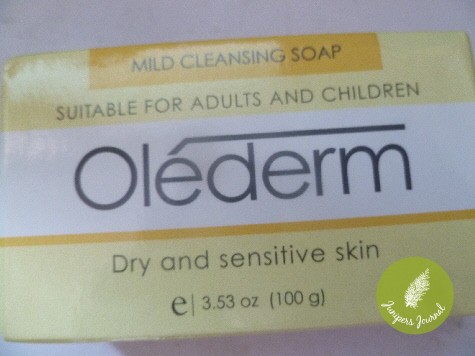 MILD CLEANSING SOAP
SUITABLE FOR ADULTS AND CHILDREN
Oléderm
Dry and sensitive skin
℮| 3.53 oz (100 g)
Junipers Journal